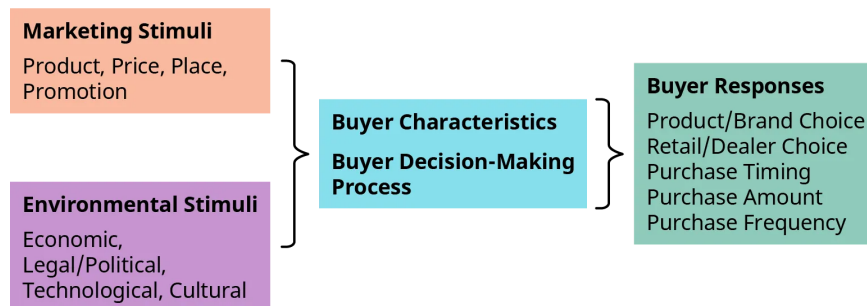 Marketing Stimuli
Product, Price, Place,
Promotion
Environmental Stimuli
Economic,
Legal/Political,
Technological, Cultural
Buyer Characteristics
Buyer Decision-Making
Process
Buyer Responses
Product/Brand Choice
Retail/Dealer Choice
Purchase Timing
Purchase Amount
Purchase Frequency